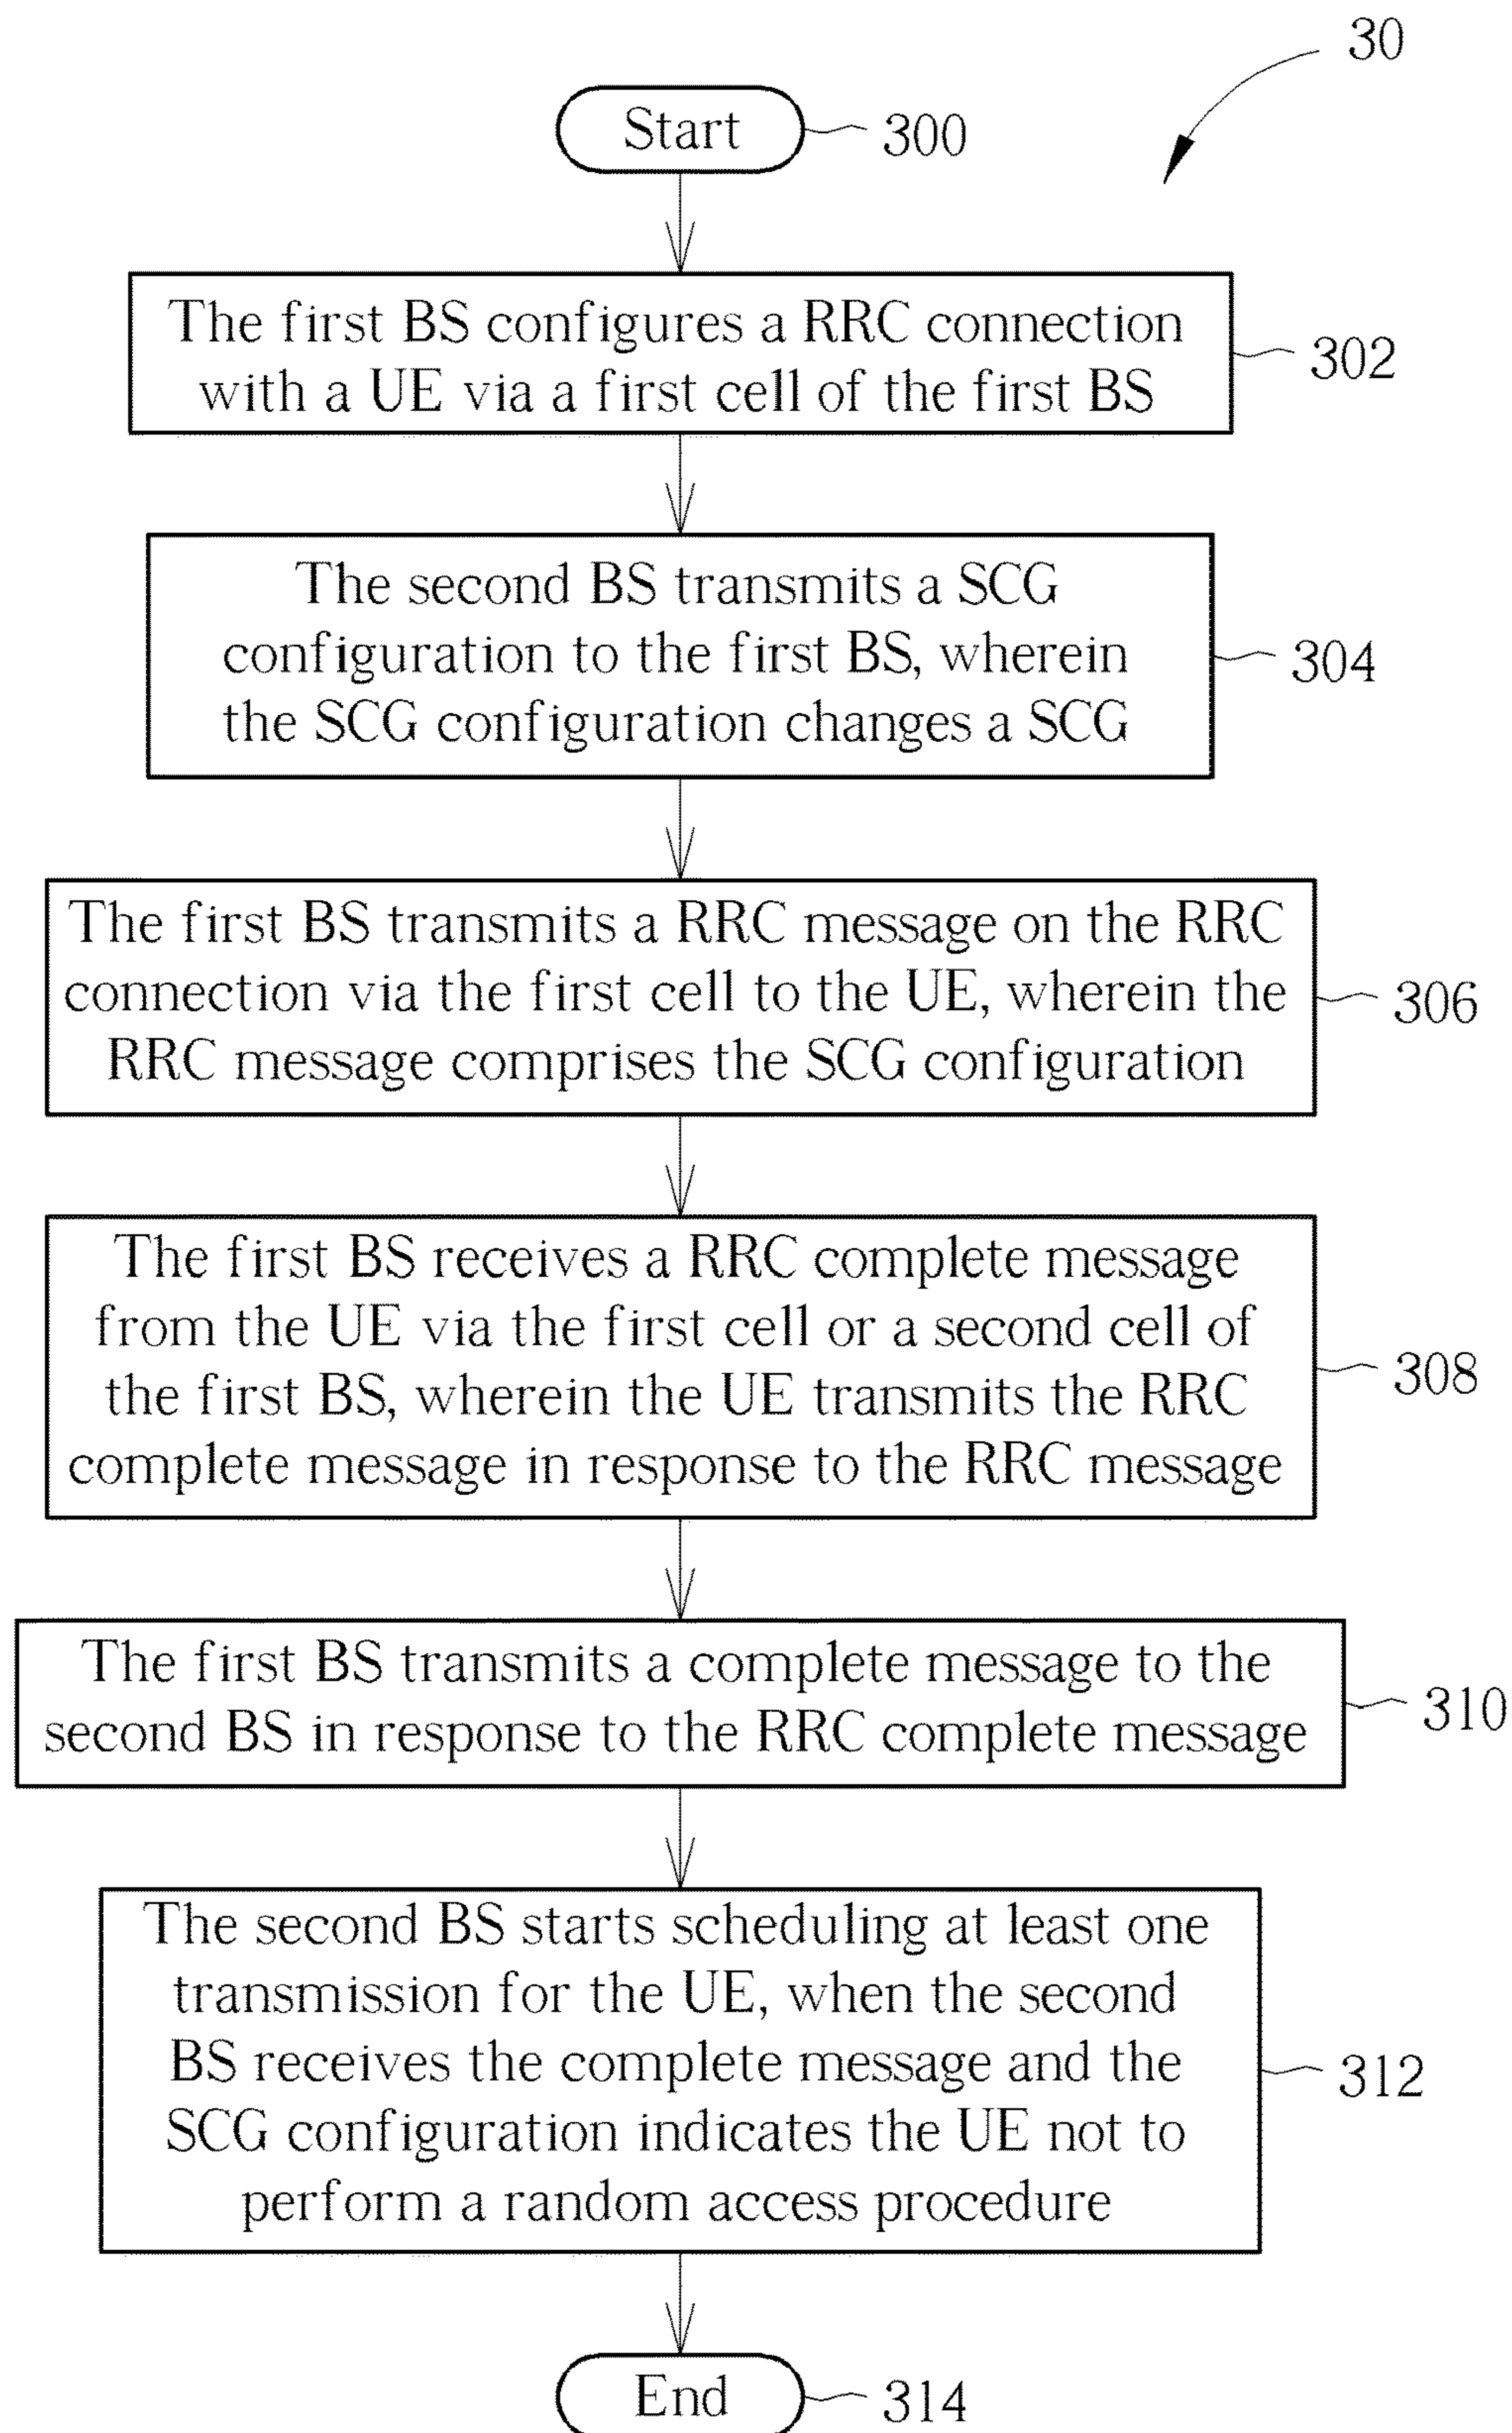 30
Start
300
The first BS configures a RRC connection
with a UE via a first cell of the first BS
302
The second BS transmits a SCG
configuration to the first BS, wherein
the SCG configuration changes a SCG
304
The first BS transmits a RRC message on the RRC
connection via the first cell to the UE, wherein the
RRC message comprises the SCG configuration
306
The first BS receives a RRC complete message
from the UE via the first cell or a second cell of
the first BS, wherein the UE transmits the RRC
complete message in response to the RRC message
308
The first BS transmits a complete message to the
second BS in response to the RRC complete message
310
The second BS starts scheduling at least one
transmission for the UE, when the second
BS receives the complete message and the
SCG configuration indicates the UE not to
perform a random access procedure
312
End
314